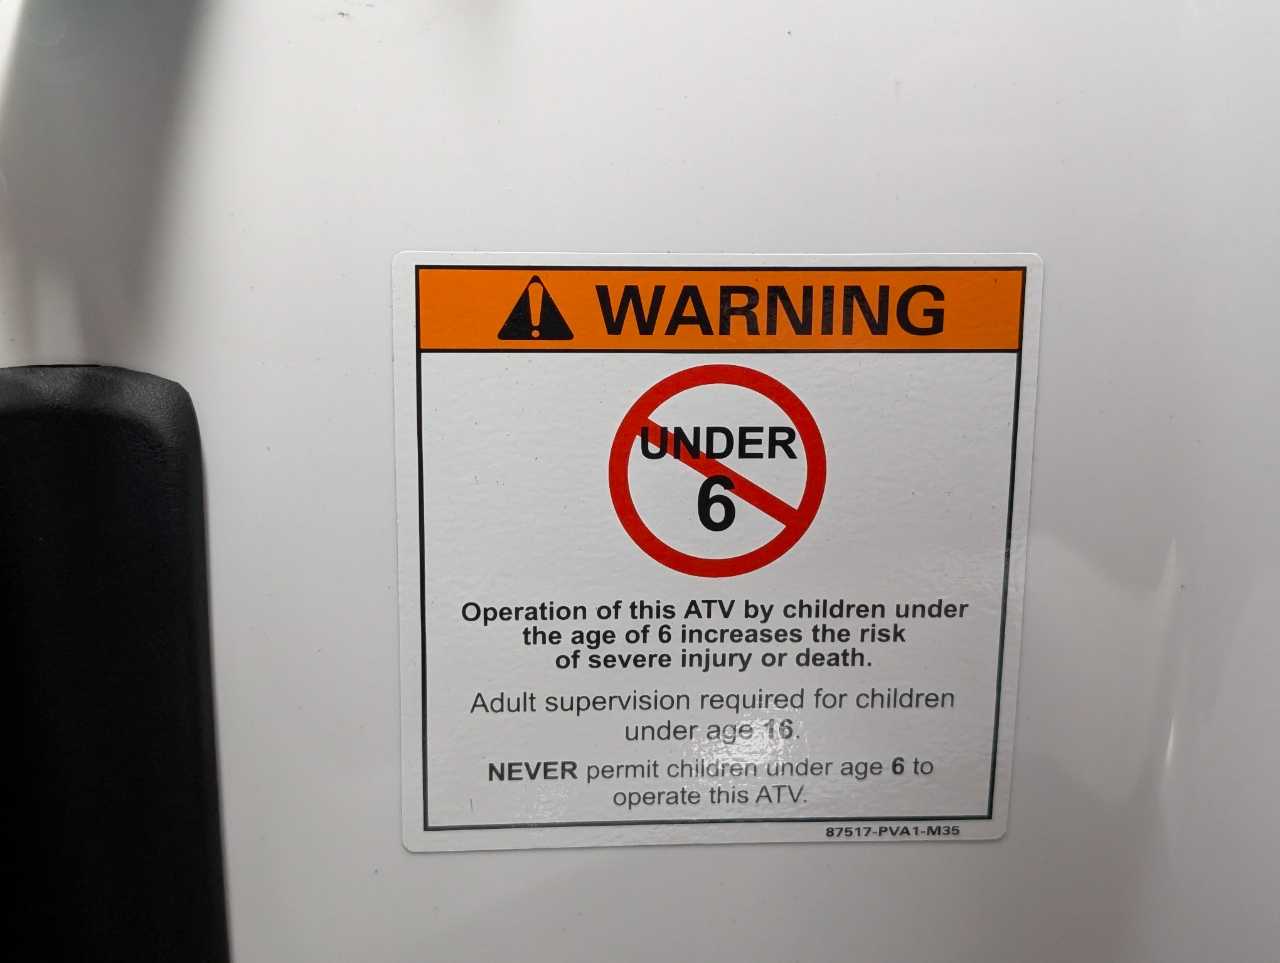 WARNING
UNDER
6
Operation of this ATV by children under
the age of 6 increases the risk
of severe injury or death.
Adult supervision required for children
under age 16.
NEVER permit children under age 6 to
operate this ATV.
87517-PVA1-M35